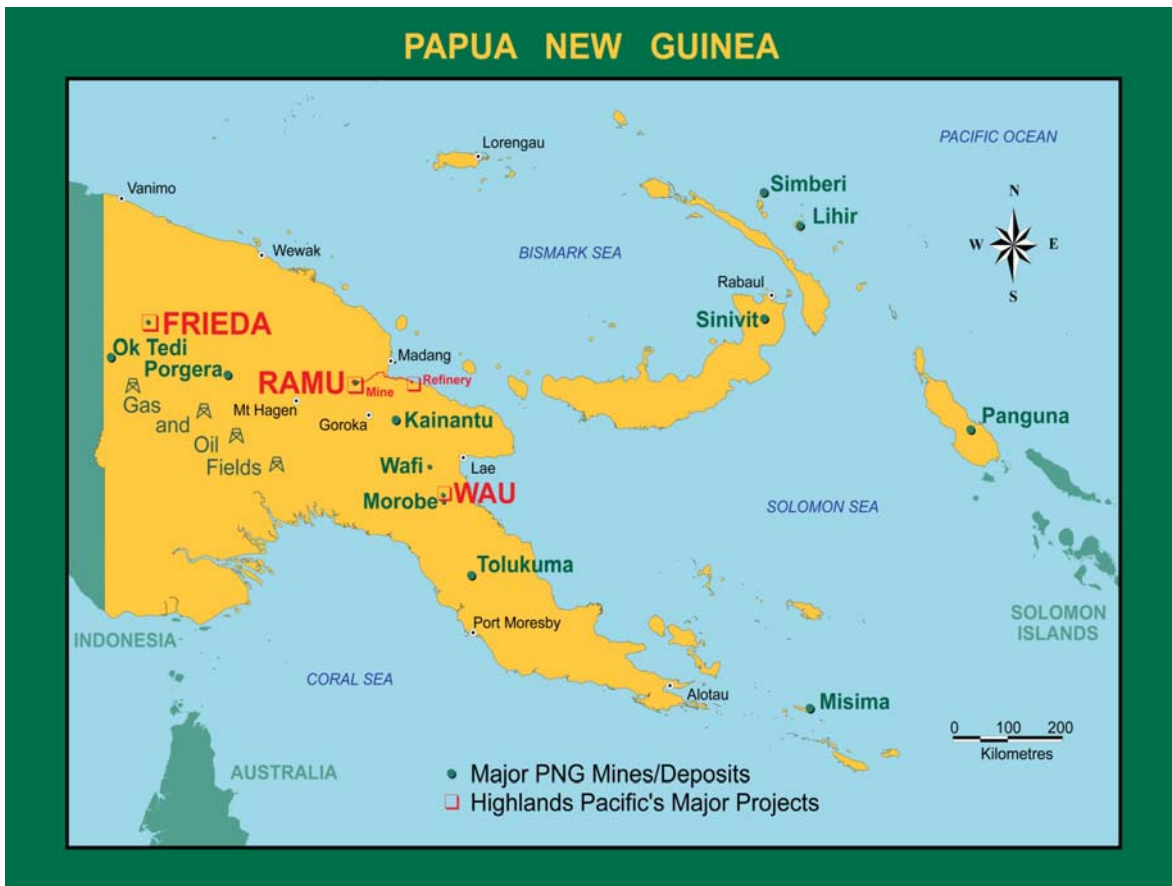 PAPUA NEW GUINEA
PACIFIC OCEAN
Lorengau
Vanimo
Simberi
Lihir
N
W
E
S
Wewak
BISMARK SEA
Rabaul
Sinivit
FRIEDA
Ok Tedi
Porgera
Madang
RAMU
Mine
Refinery
Gas
and
Oil
Fields
Mt Hagen
Goroka
Kainantu
Panguna
Wafi
Lae
Morobe
WAU
SOLOMON SEA
Tolukuma
Port Moresby
SOLOMON
ISLANDS
INDONESIA
CORAL SEA
Alotau
Misima
0 100 200
Kilometres
AUSTRALIA
Major PNG Mines/Deposits
Highlands Pacific's Major Projects